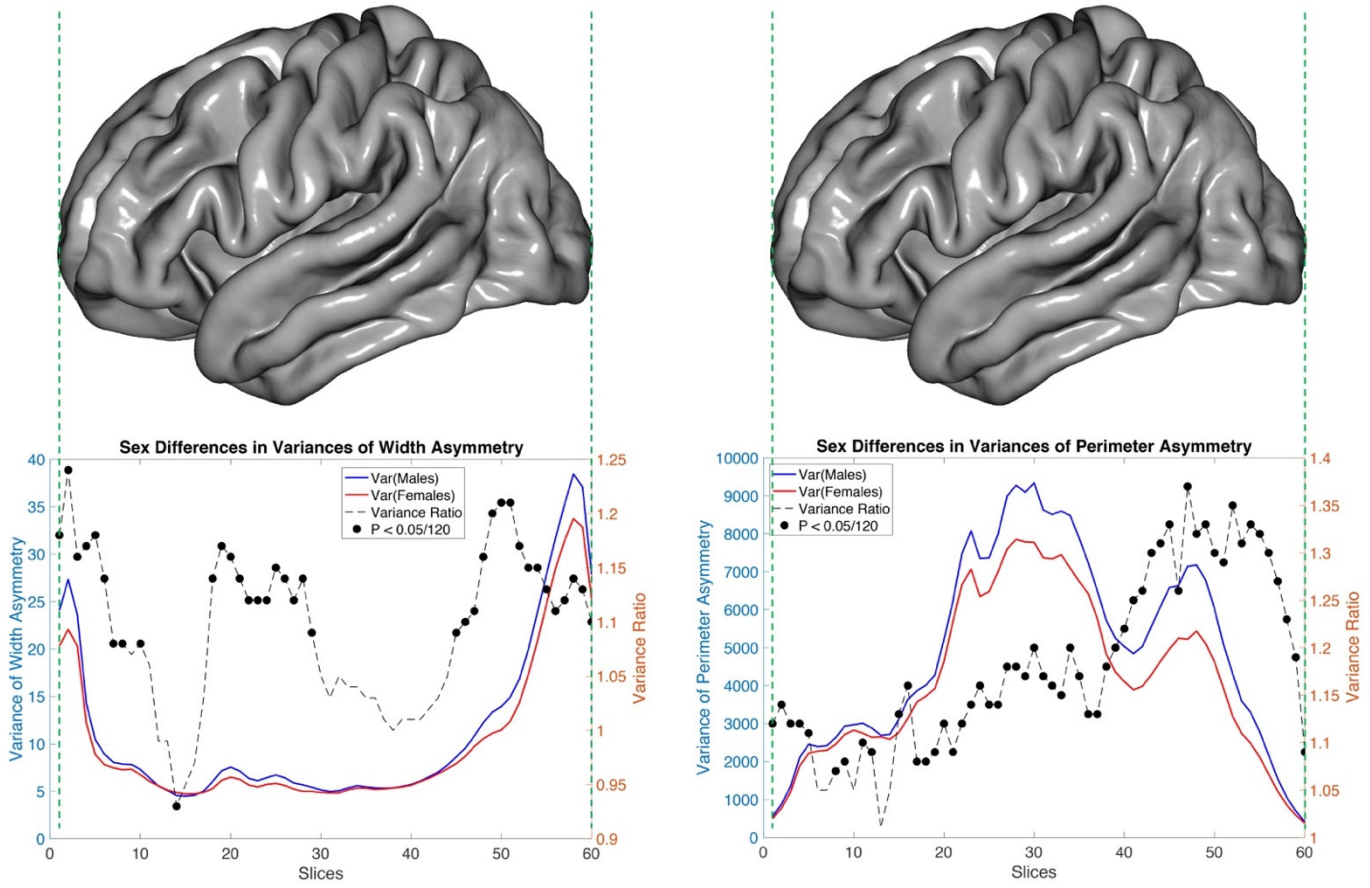 Sex Differences in Variances of Width Asymmetry
40
35
30
25
20
15
10
5
0
Variance of Width Asymmetry
Var(Males)
Var(Females)
Variance Ratio
P < 0.05/120
1.25
1.2
1.15
1.1
1.05
1
0.95
0.9
Variance Ratio
0 10 20 30 40 50 60
Slices
Sex Differences in Variances of Perimeter Asymmetry
10000
9000
8000
7000
6000
5000
4000
3000
2000
1000
0
Variance of Perimeter Asymmetry
Var(Males)
Var(Females)
Variance Ratio
P < 0.05/120
1.4
1.35
1.3
1.25
1.2
1.15
1.1
1.05
1
Variance Ratio
0 10 20 30 40 50 60
Slices